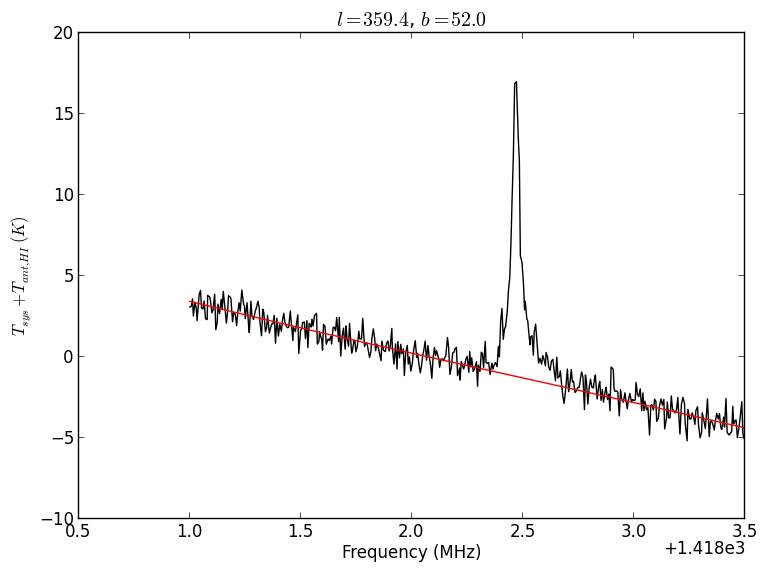 l = 359.4, b = 52.0
20
15
10
5
0
−5
−10
T_sys + T_ant,HI (K)
0.5 1.0 1.5 2.0 2.5 3.0 3.5
Frequency (MHz)
+1.418e3